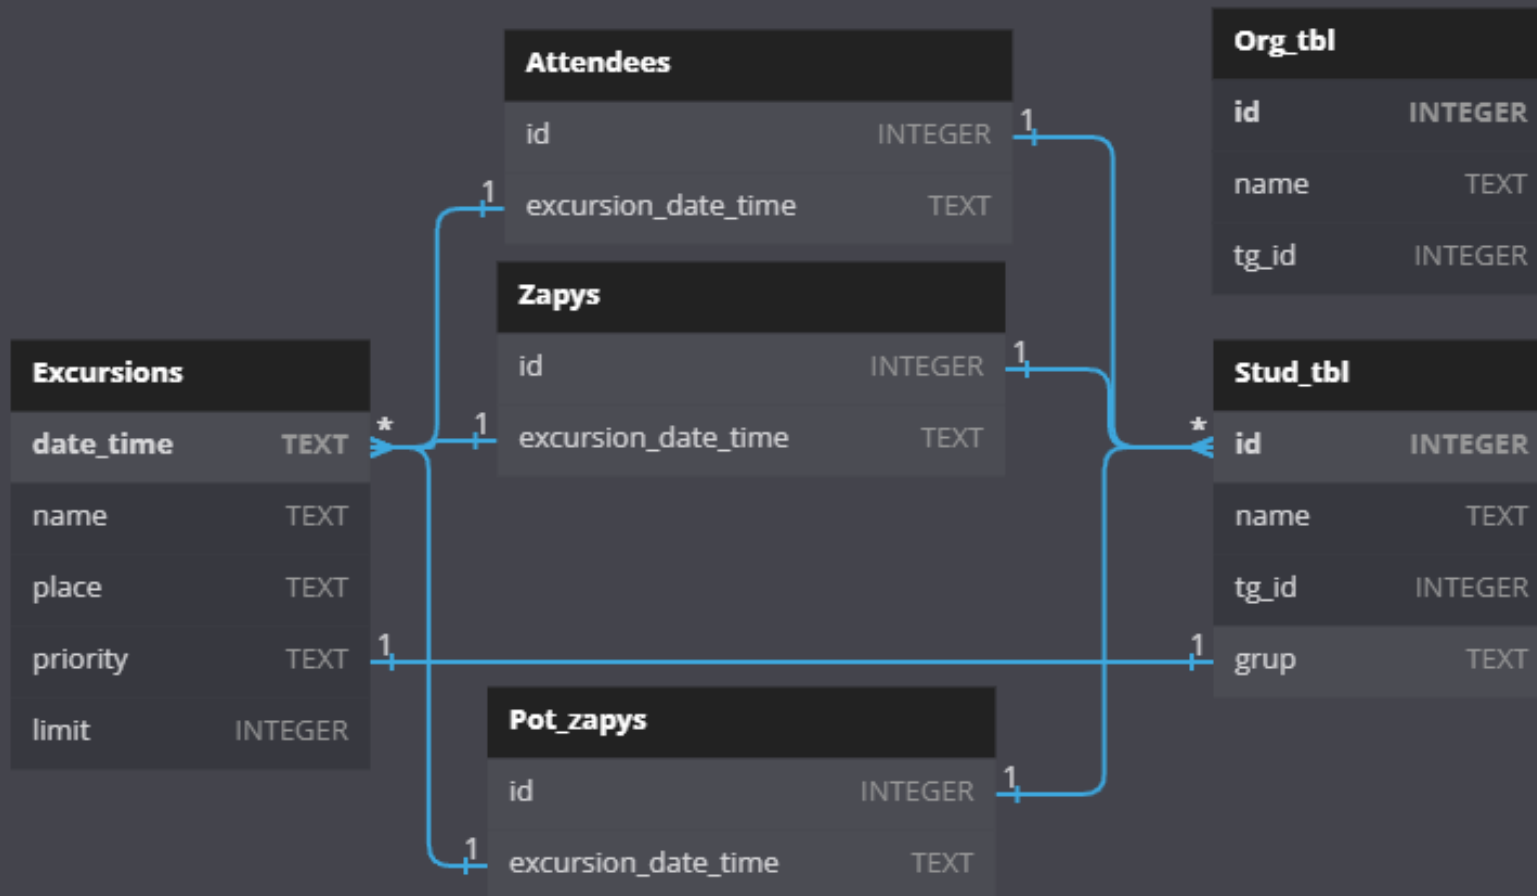 Attendees
id INTEGER
excursion_date_time TEXT
Zapys
id INTEGER
excursion_date_time TEXT
Excursions
date_time TEXT
name TEXT
place TEXT
priority TEXT
limit INTEGER
Pot_zapys
id INTEGER
excursion_date_time TEXT
Org_tbl
id INTEGER
name TEXT
tg_id INTEGER
Stud_tbl
id INTEGER
name TEXT
tg_id INTEGER
grup TEXT
1
1
1
1
*
*
1
1
1
1